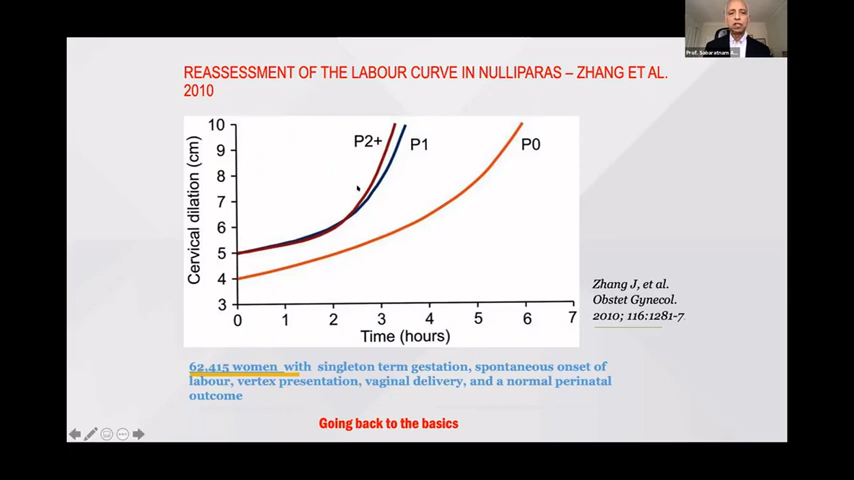 Prof. Sabaratnam A...
REASSESSMENT OF THE LABOUR CURVE IN NULLIPARAS – ZHANG ET AL.
2010
Cervical dilation (cm)
10
9
8
7
6
5
4
3
P2+
P1
P0
0 1 2 3 4 5 6 7
Time (hours)
Zhang J, et al.
Obstet Gynecol.
2010; 116:1281-7
62,415 women with singleton term gestation, spontaneous onset of
labour, vertex presentation, vaginal delivery, and a normal perinatal
outcome
Going back to the basics